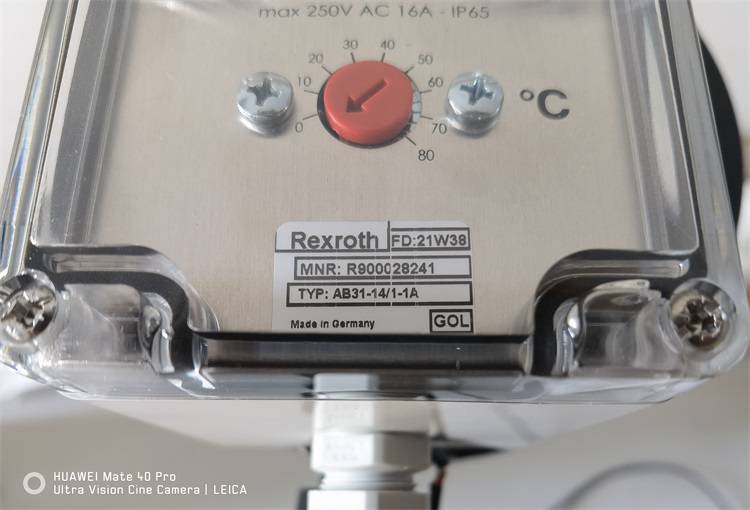 max 250V AC 16A - IP65
0 10 20 30 40 50 60 70 80
°C
Rexroth FD:21W38
MNR: R900028241
TYP: AB31-14/1-1A
Made in Germany GOL
HUAWEI Mate 40 Pro
Ultra Vision Cine Camera | LEICA